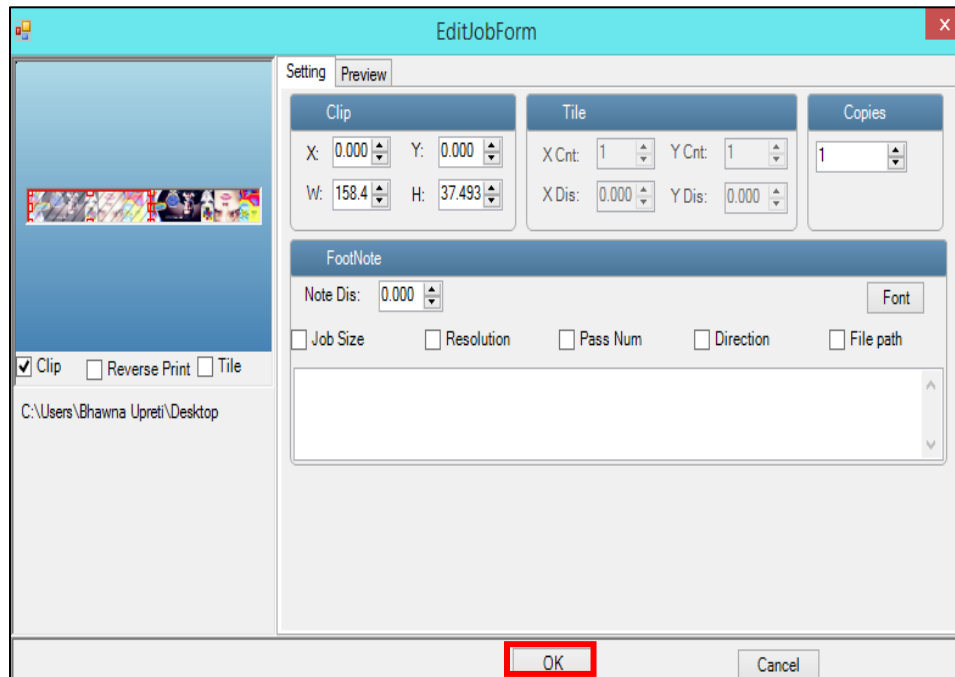 EditJobForm
x
Setting Preview
Clip
X: 0.000 Y: 0.000
W: 158.4 H: 37.493
Tile
X Cnt: 1 Y Cnt: 1
X Dis: 0.000 Y Dis: 0.000
Copies
1
FootNote
Note Dis: 0.000 Font
Job Size Resolution Pass Num Direction File path
Clip Reverse Print Tile
C:\Users\Bhawna Upreti\Desktop
OK Cancel